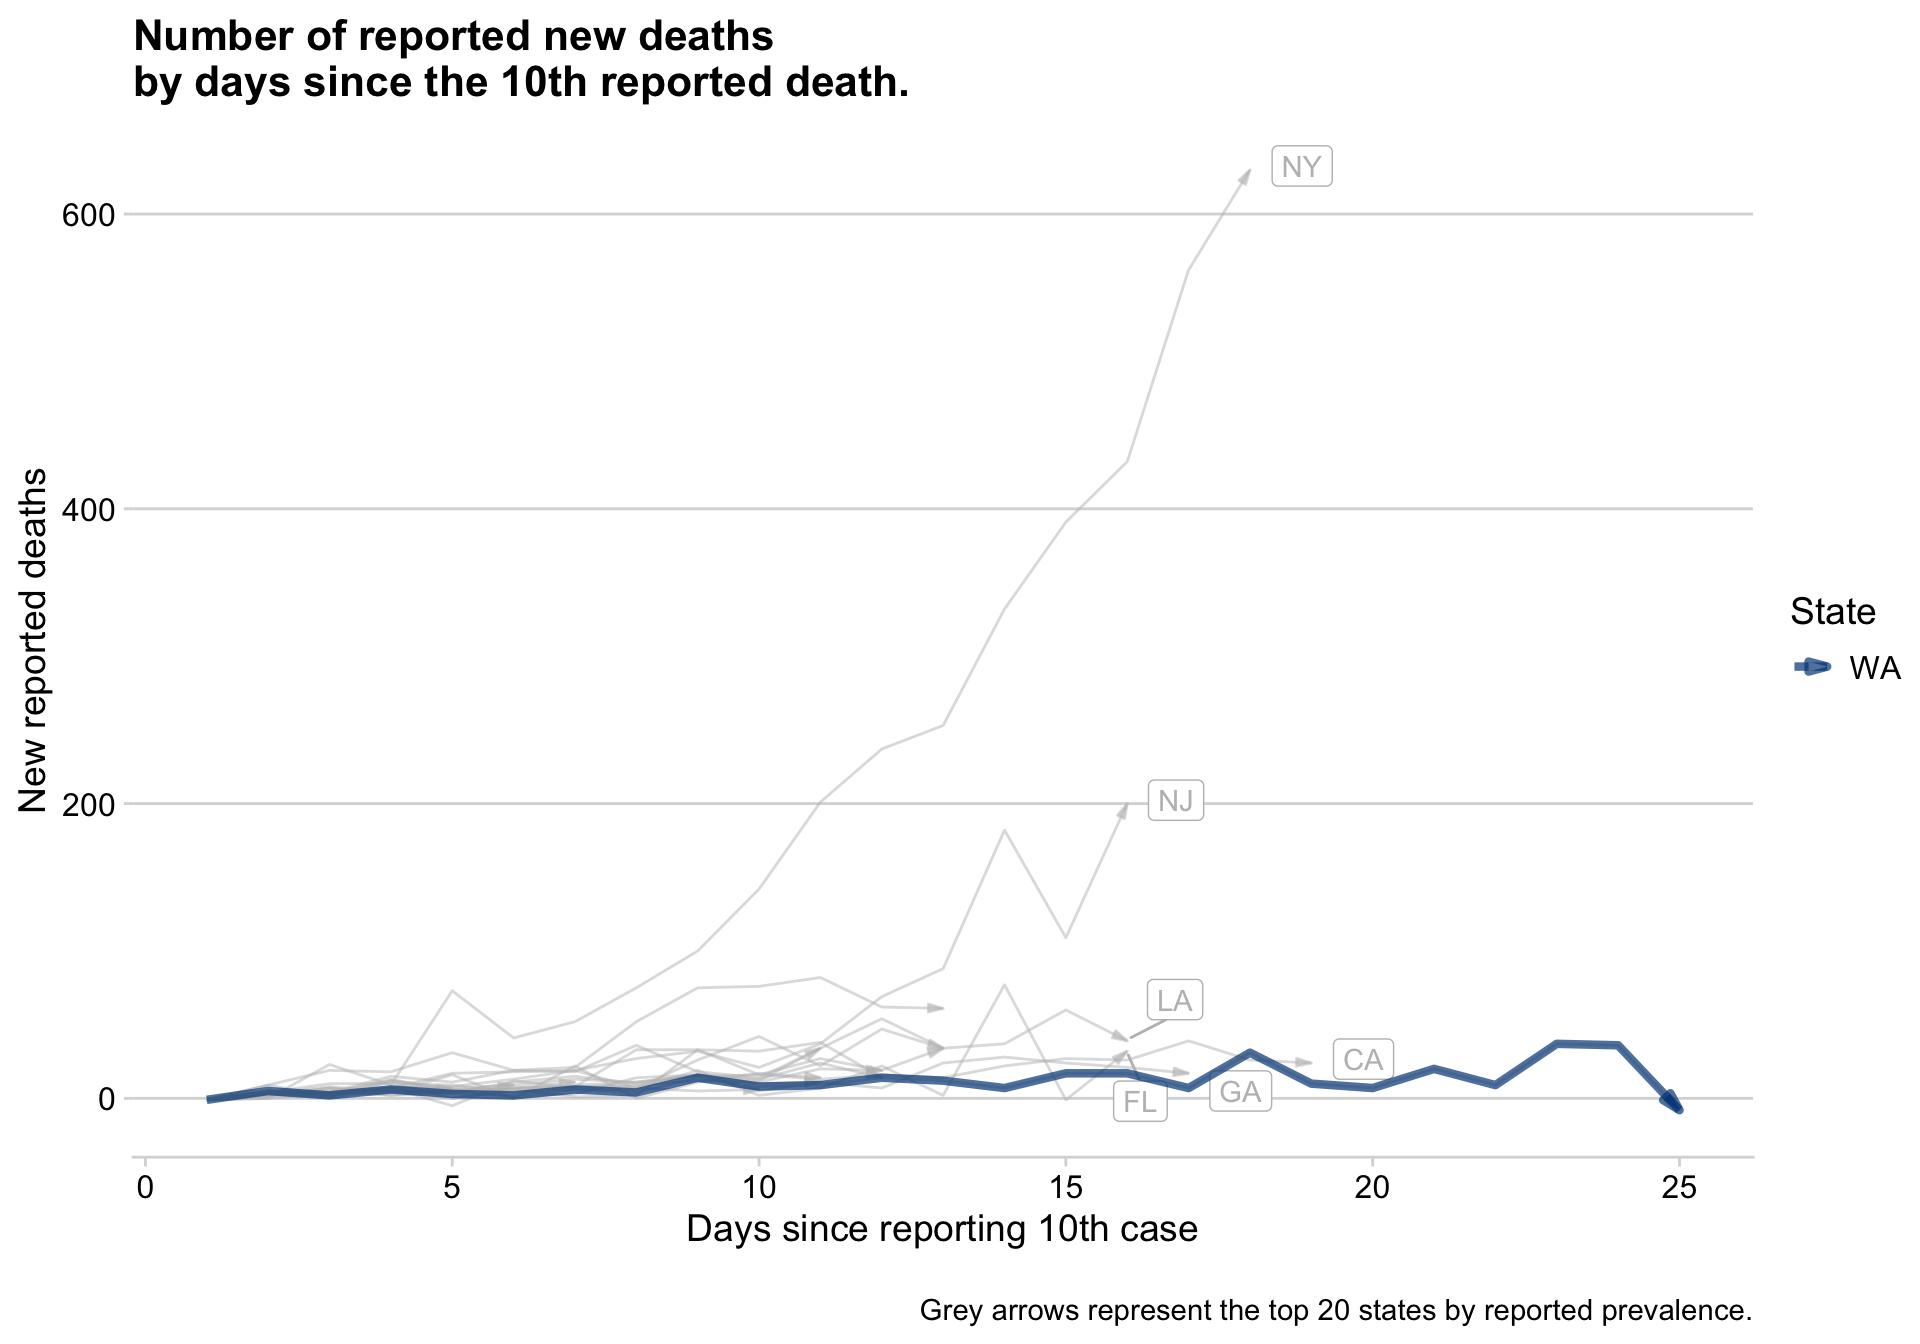 Number of reported new deaths
by days since the 10th reported death.
NY
600
400
New reported deaths
State
WA
NJ
200
LA
CA
GA
FL
0
0 5 10 15 20 25
Days since reporting 10th case
Grey arrows represent the top 20 states by reported prevalence.